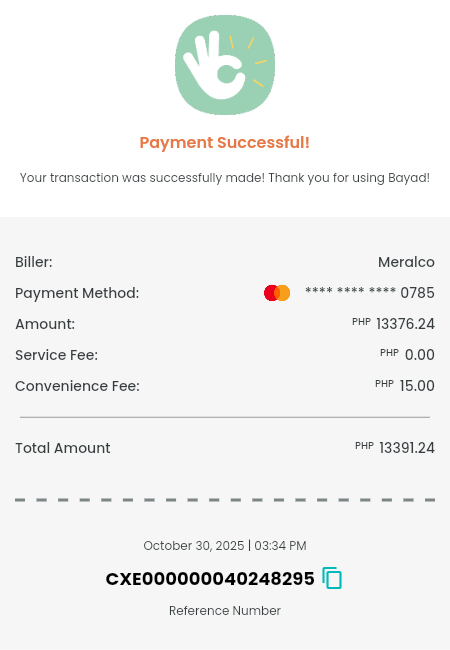 Payment Successful!
Your transaction was successfully made! Thank you for using Bayad!
Biller: Meralco
Payment Method: **** **** **** 0785
Amount: PHP 13376.24
Service Fee: PHP 0.00
Convenience Fee: PHP 15.00
Total Amount PHP 13391.24
October 30, 2025 | 03:34 PM
CXE000000040248295
Reference Number